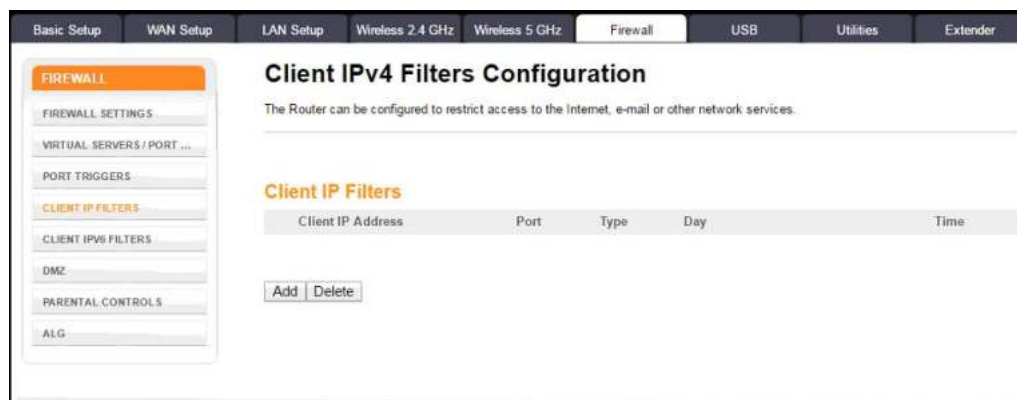 Basic Setup WAN Setup LAN Setup Wireless 2.4 GHz Wireless 5 GHz Firewall USB Utilities Extender
FIREWALL
FIREWALL SETTINGS
VIRTUAL SERVERS / PORT ...
PORT TRIGGERS
CLIENT IP FILTERS
CLIENT IPV6 FILTERS
DMZ
PARENTAL CONTROLS
ALG
Client IPv4 Filters Configuration
The Router can be configured to restrict access to the Internet, e-mail or other network services.
Client IP Filters
Client IP Address Port Type Day Time
Add Delete